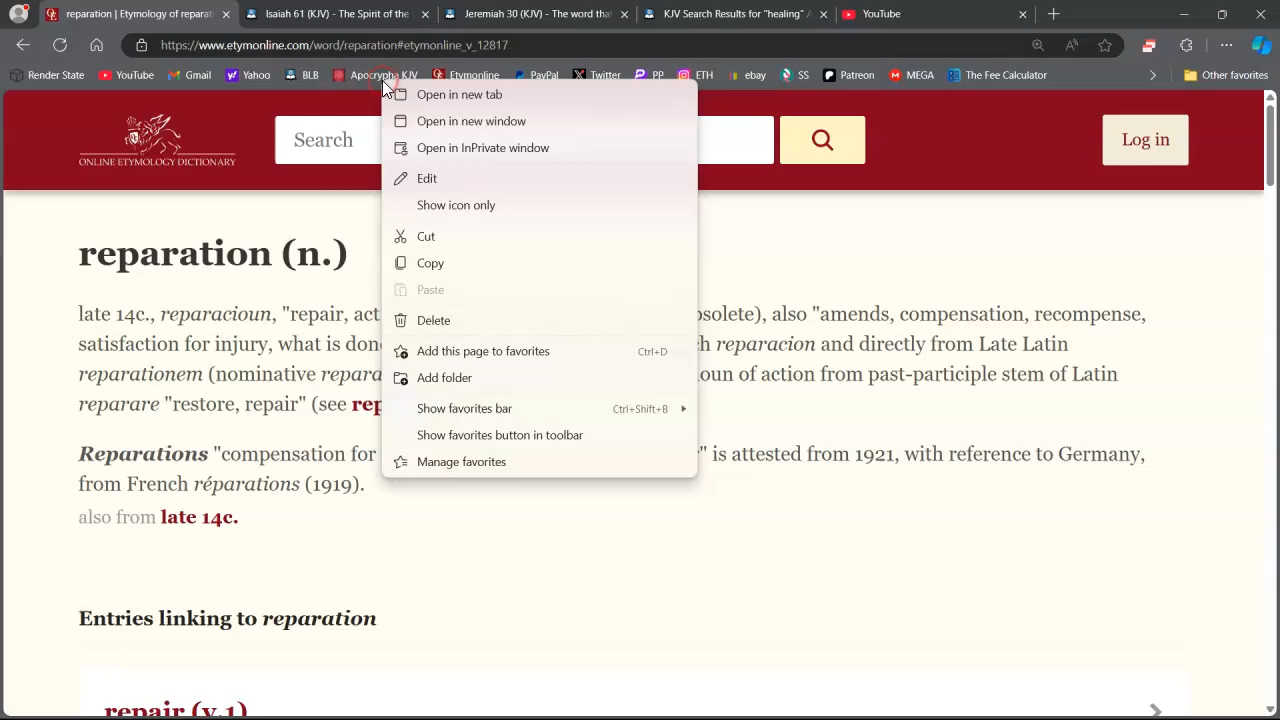 reparation | Etymology of reparati
Isaiah 61 (KJV) - The Spirit of the
Jeremiah 30 (KJV) - The word that
KJV Search Results for "healing"
YouTube
https://www.etymonline.com/word/reparation#etymonline_v_12817
Render State YouTube Gmail Yahoo BLB Apocrypha KJV Etymonline PayPal Twitter PP ETH ebay SS Patreon MEGA The Fee Calculator Other favorites
ONLINE ETYMOLOGY DICTIONARY
Search
Log in
Open in new tab
Open in new window
Open in InPrivate window
Edit
Show icon only
Cut
Copy
Paste
Delete
Add this page to favorites Ctrl+D
Add folder
Show favorites bar Ctrl+Shift+B
Show favorites button in toolbar
Manage favorites
reparation (n.)
late 14c., reparacioun, "repair, act solete), also "amends, compensation, recompense,
satisfaction for injury, what is don h reparacion and directly from Late Latin
reparationem (nominative repara oun of action from past-participle stem of Latin
reparare "restore, repair" (see rep
Reparations "compensation for " is attested from 1921, with reference to Germany,
from French réparations (1919).
also from late 14c.
Entries linking to reparation
repair (v.1)